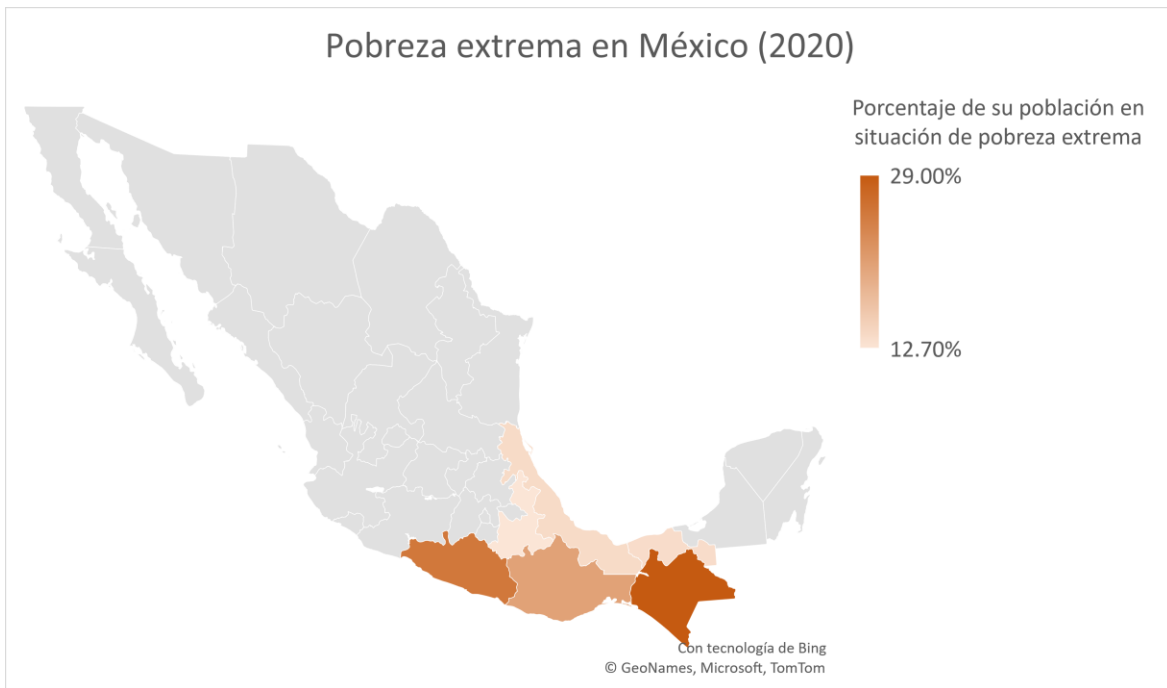 Pobreza extrema en México (2020)
Porcentaje de su población en
situación de pobreza extrema
29.00%
12.70%
Con tecnología de Bing
© GeoNames, Microsoft, TomTom